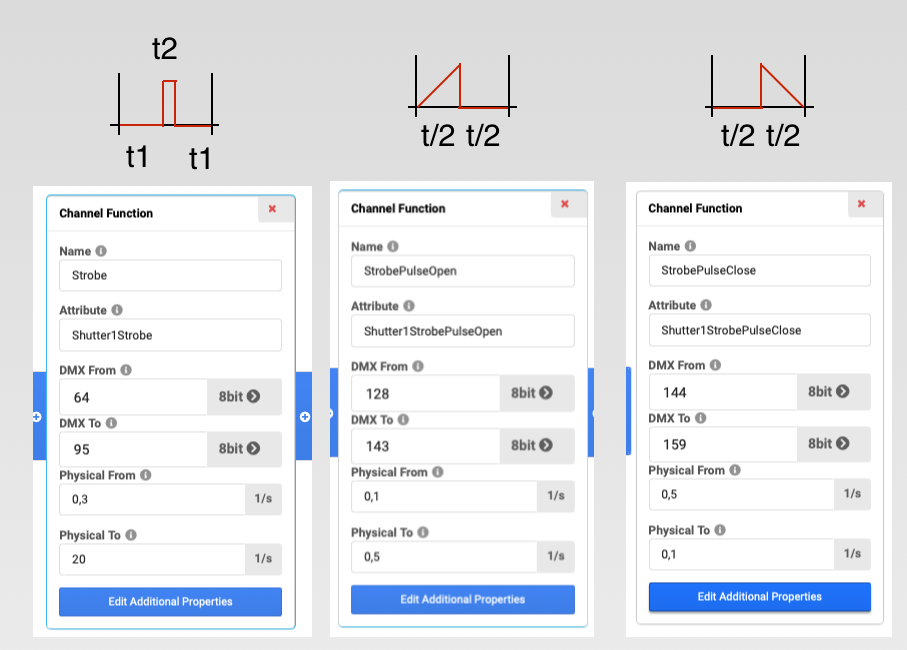 t2
t1 t1
t/2 t/2
t/2 t/2
Channel Function
Name
Strobe
Attribute
Shutter1Strobe
DMX From
64 8bit
DMX To
95 8bit
Physical From
0,3 1/s
Physical To
20 1/s
Edit Additional Properties
Channel Function
Name
StrobePulseOpen
Attribute
Shutter1StrobePulseOpen
DMX From
128 8bit
DMX To
143 8bit
Physical From
0,1 1/s
Physical To
0,5 1/s
Edit Additional Properties
Channel Function
Name
StrobePulseClose
Attribute
Shutter1StrobePulseClose
DMX From
144 8bit
DMX To
159 8bit
Physical From
0,5 1/s
Physical To
0,1 1/s
Edit Additional Properties